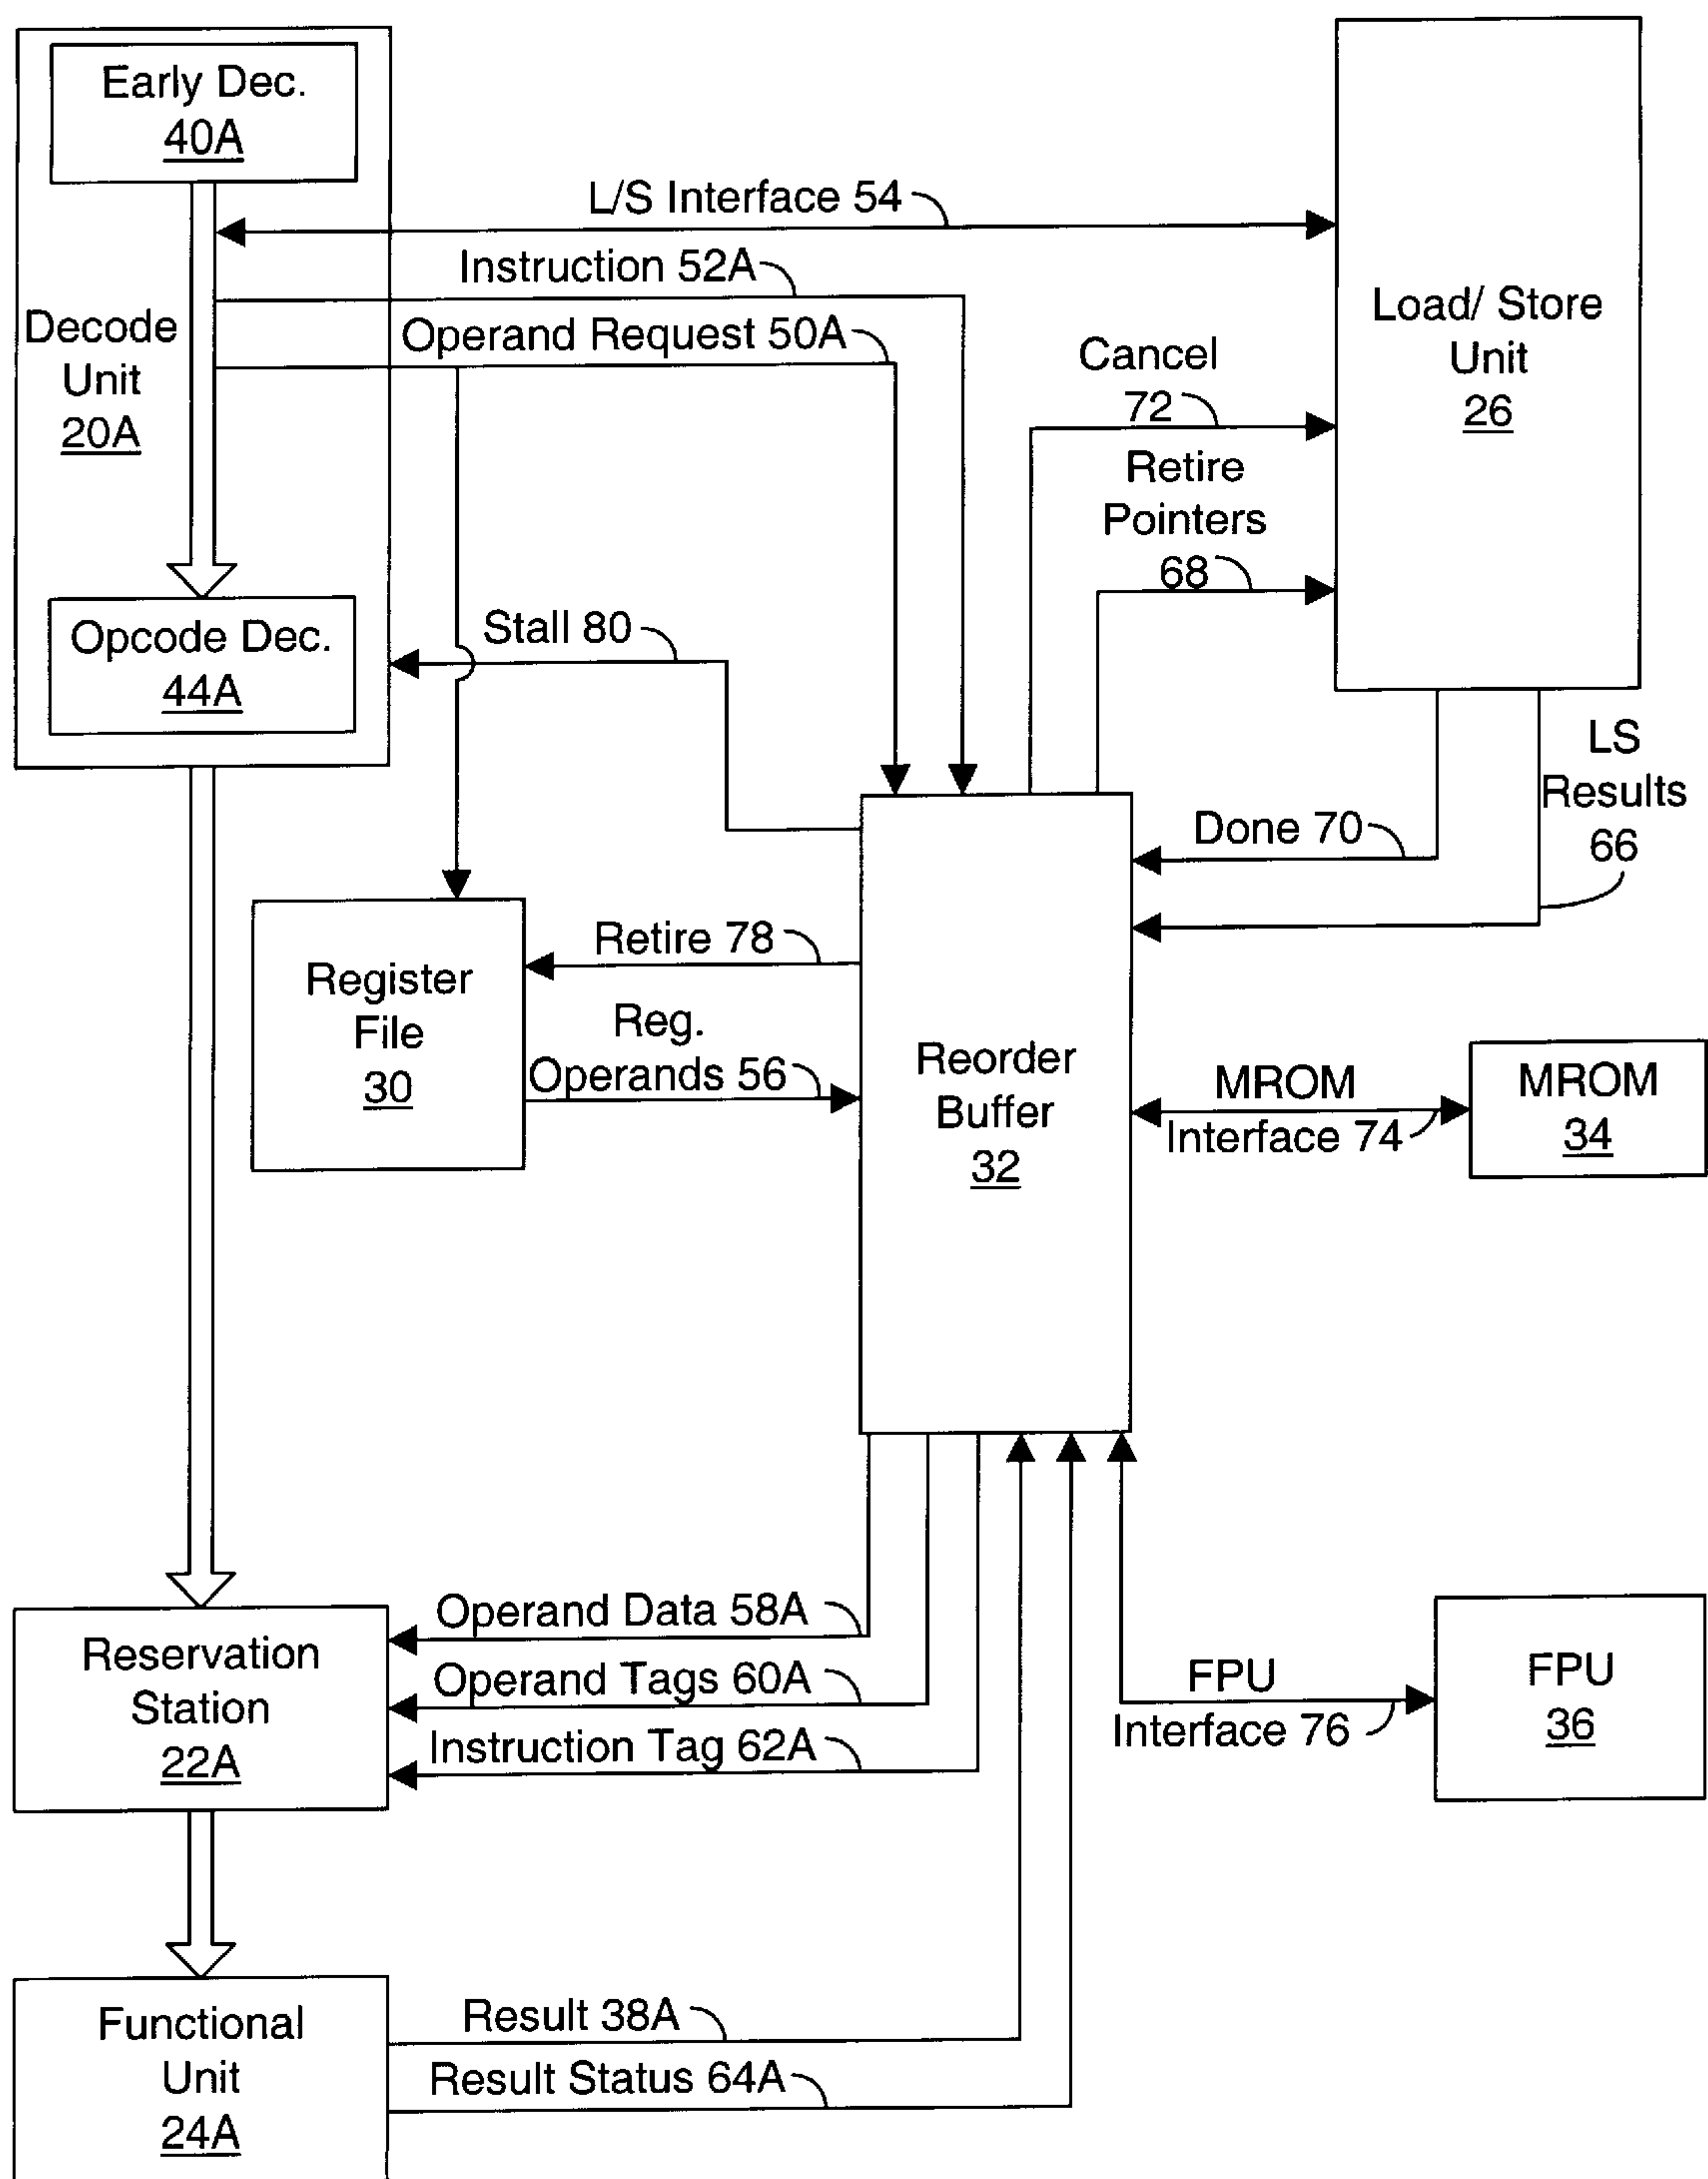 Early Dec.
40A
L/S Interface 54
Instruction 52A
Operand Request 50A
Decode
Unit
20A
Load/ Store
Unit
26
Cancel
72
Retire
Pointers
68
Opcode Dec.
44A
Stall 80
LS
Results
66
Done 70
Register
File
30
Retire 78
Reg.
Operands 56
Reorder
Buffer
32
MROM
Interface 74
MROM
34
Reservation
Station
22A
Operand Data 58A
Operand Tags 60A
Instruction Tag 62A
FPU
Interface 76
FPU
36
Functional
Unit
24A
Result 38A
Result Status 64A